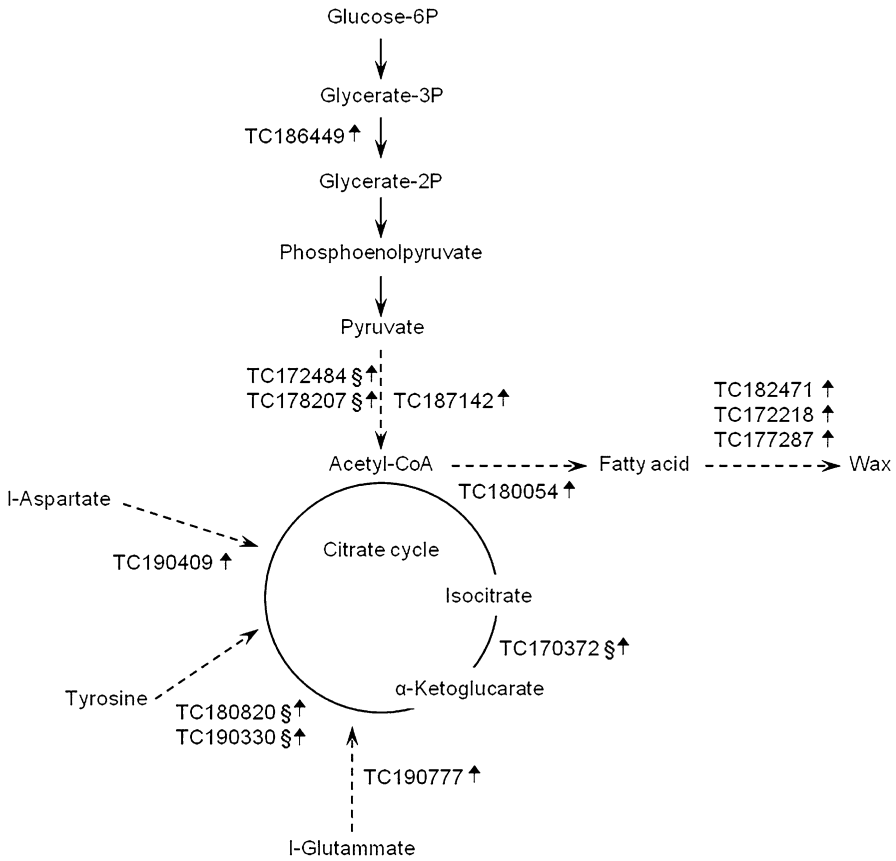 Glucose-6P
Glycerate-3P
TC186449
Glycerate-2P
Phosphoenolpyruvate
Pyruvate
TC172484 §
TC178207 §
TC187142
TC182471
TC172218
TC177287
Acetyl-CoA
Fatty acid
Wax
TC180054
l-Aspartate
TC190409
Citrate cycle
Isocitrate
TC170372 §
α-Ketoglucarate
Tyrosine
TC180820 §
TC190330 §
TC190777
l-Glutammate